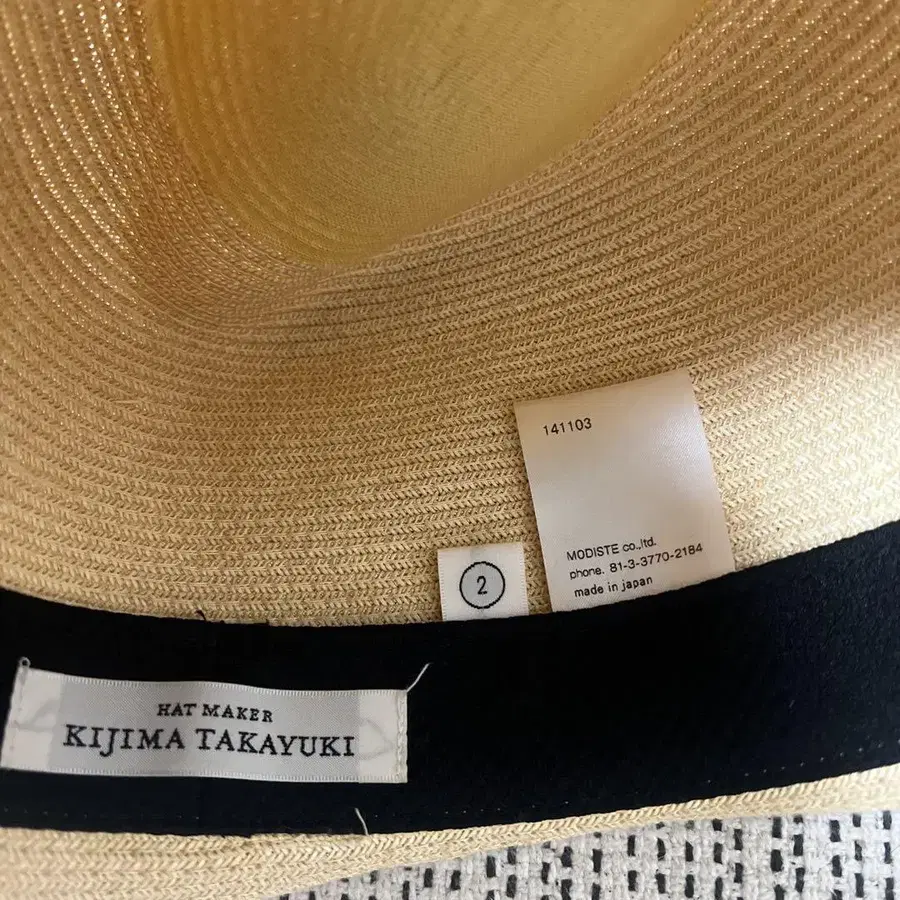 141103
MODISTE co.,ltd.
phone. 81-3-3770-2184
made in japan
2
HAT MAKER
KIJIMA TAKAYUKI